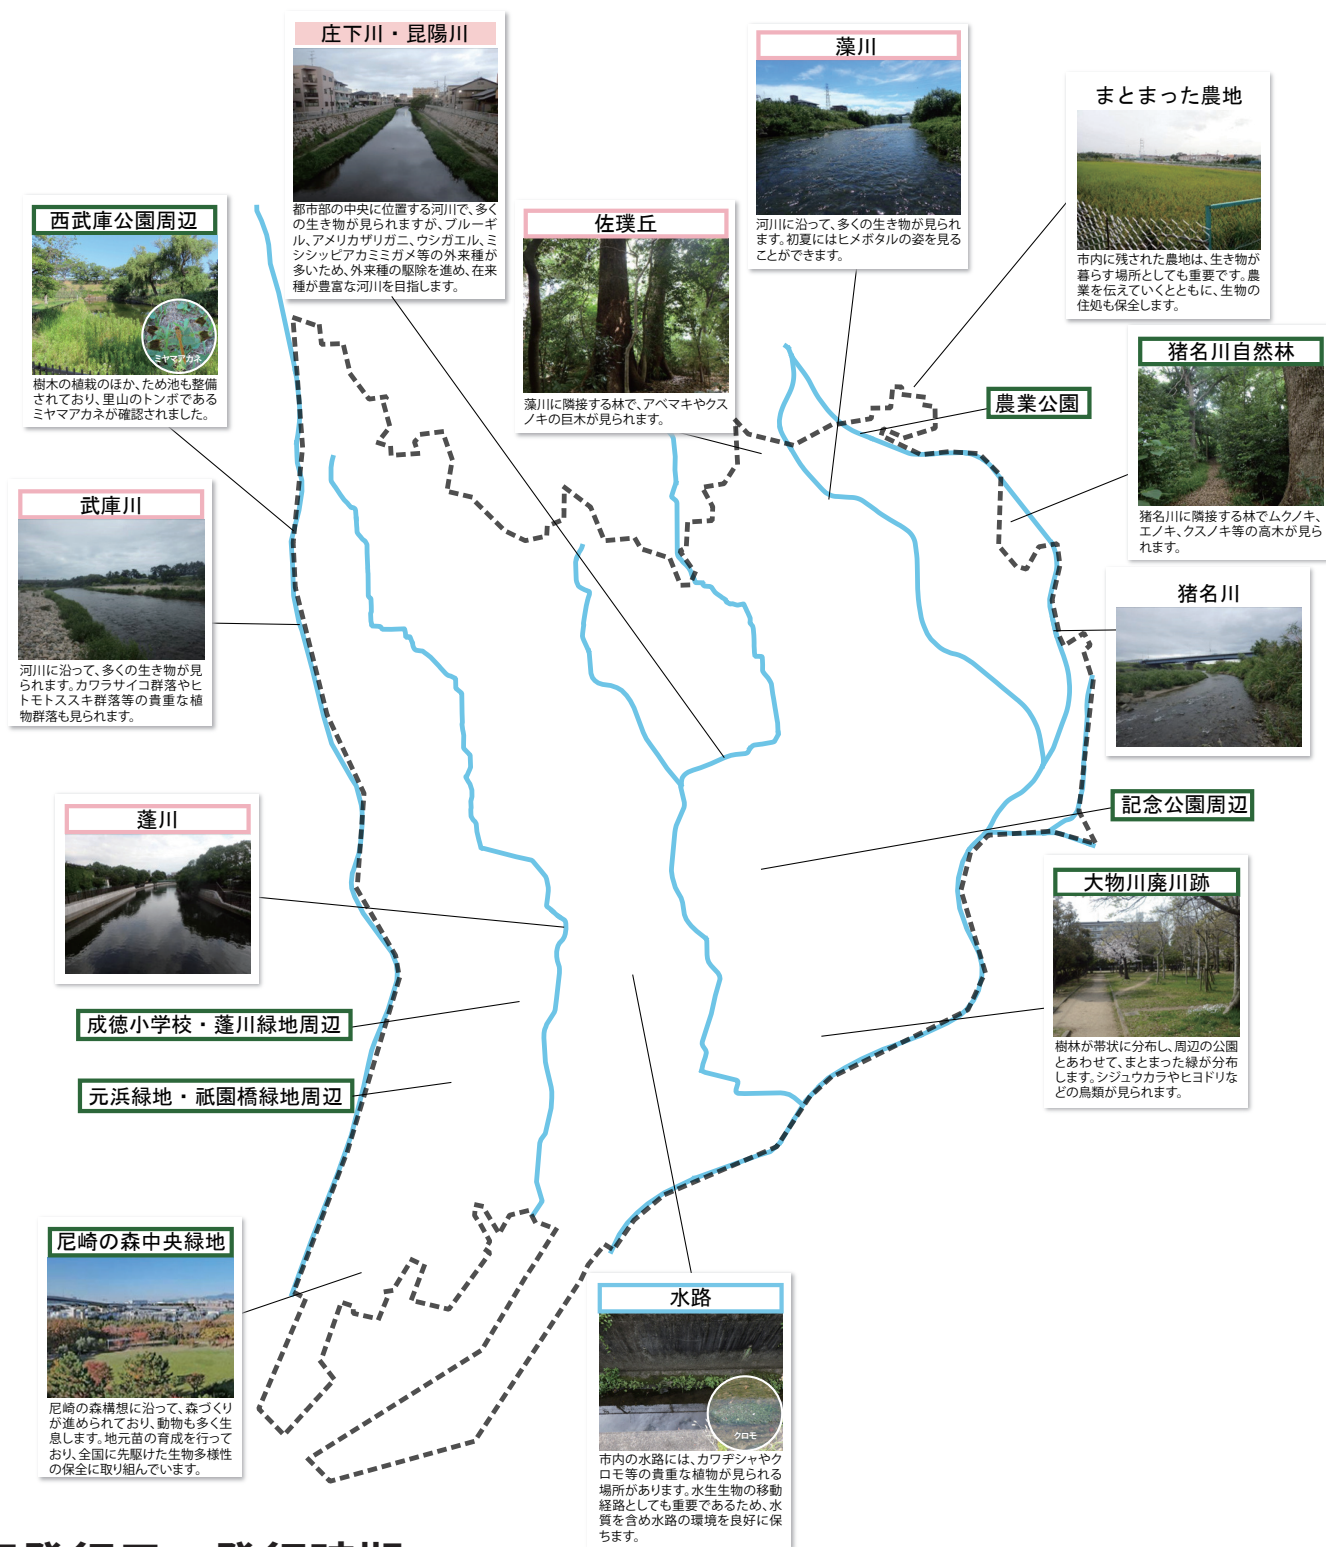 庄下川・昆陽川
都市部の中央に位置する河川で、多く
の生き物が見られますが、ブルーギ
ル、アメリカザリガニ、ウシガエル、ミ
シシッピアカミミガメ等の外来種が
多いため、外来種の駆除を進め、在来
種が豊富な河川を目指します。
藻川
河川に沿って、多くの生き物が見られ
ます。初夏にはヒメボタルの姿を見る
ことができます。
まとまった農地
市内に残された農地は、生き物が
暮らす場所としても重要です。農
業を伝えていくとともに、生物の
住処も保全します。
西武庫公園周辺
ミヤマアカネ
樹木の植栽のほか、ため池も整備
されており、里山のトンボである
ミヤマアカネが確認されました。
佐璞丘
藻川に隣接する林で、アベマキやクス
ノキの巨木が見られます。
猪名川自然林
猪名川に隣接する林でムクノキ、
エノキ、クスノキ等の高木が見ら
れます。
農業公園
武庫川
河川に沿って、多くの生き物が見
られます。カワラサイコ群落やヒ
トモトススキ群落等の貴重な植
物群落も見られます。
猪名川
記念公園周辺
蓬川
大物川廃川跡
樹林が帯状に分布し、周辺の公園
とあわせて、まとまった緑が分布
します。シジュウカラやヒヨドリな
どの鳥類が見られます。
成徳小学校・蓬川緑地周辺
元浜緑地・祇園橋緑地周辺
尼崎の森中央緑地
尼崎の森構想に沿って、森づくり
が進められており、動物も多く生
息します。地元苗の育成を行って
おり、全国に先駆けた生物多様性
の保全に取り組んでいます。
水路
クロモ
市内の水路には、カワヂシャやク
ロモ等の貴重な植物が見られる
場所があります。水生生物の移動
経路としても重要であるため、水
質を含め水路の環境を良好に保
ちます。